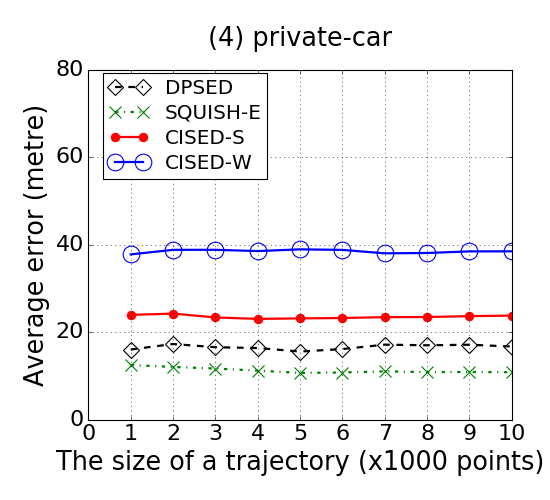 (4) private-car
DPSED
SQUISH-E
CISED-S
CISED-W
Average error (metre)
80
60
40
20
0
0 1 2 3 4 5 6 7 8 9 10
The size of a trajectory (x1000 points)